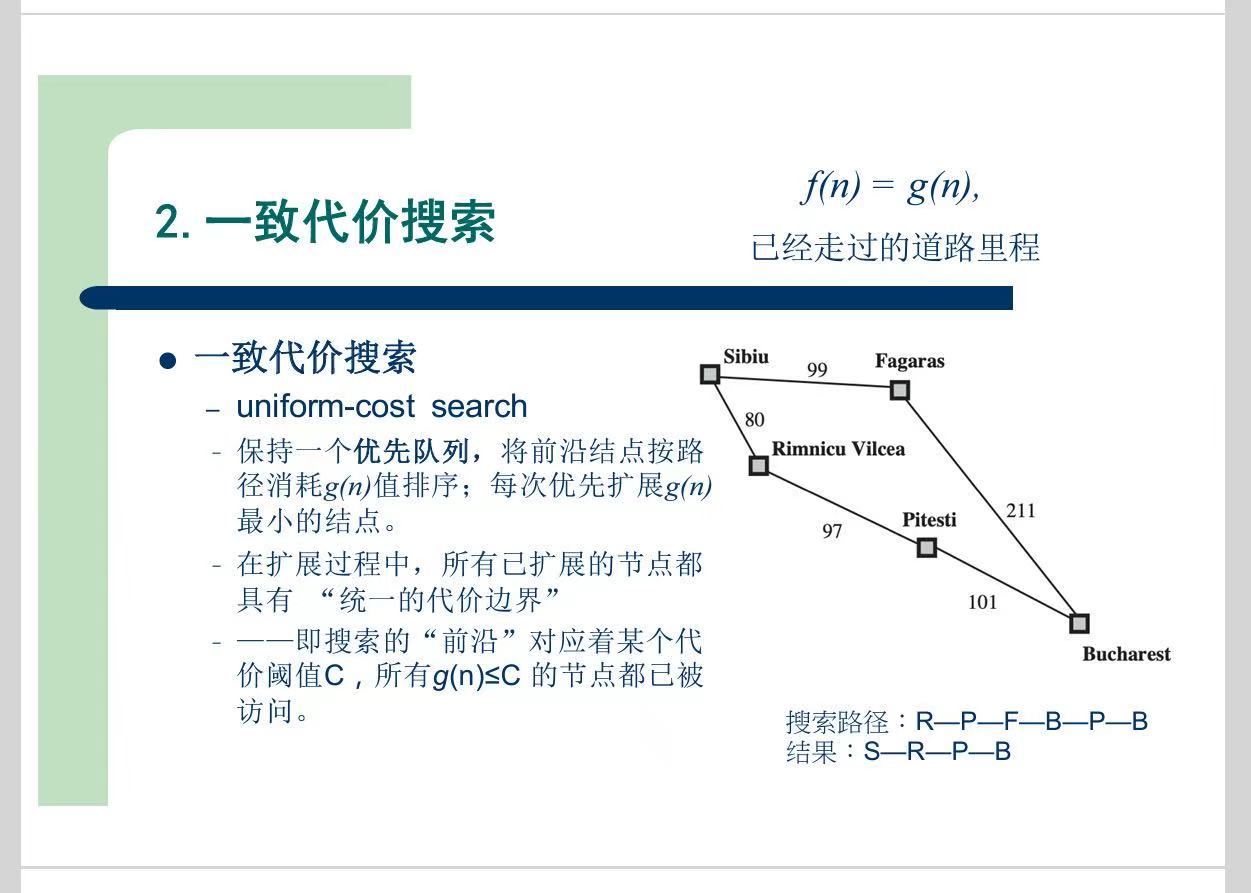 2. 一致代价搜索
f(n) = g(n),
已经走过的道路里程
● 一致代价搜索
– uniform-cost search
- 保持一个优先队列，将前沿结点按路
径消耗g(n)值排序；每次优先扩展g(n)
最小的结点。
- 在扩展过程中，所有已扩展的节点都
具有 “统一的代价边界”
- ——即搜索的“前沿”对应着某个代
价阈值C，所有g(n)≤C 的节点都已被
访问。
Sibiu
99
Fagaras
80
Rimnicu Vilcea
97
Pitesti
211
101
Bucharest
搜索路径：R—P—F—B—P—B
结果：S—R—P—B